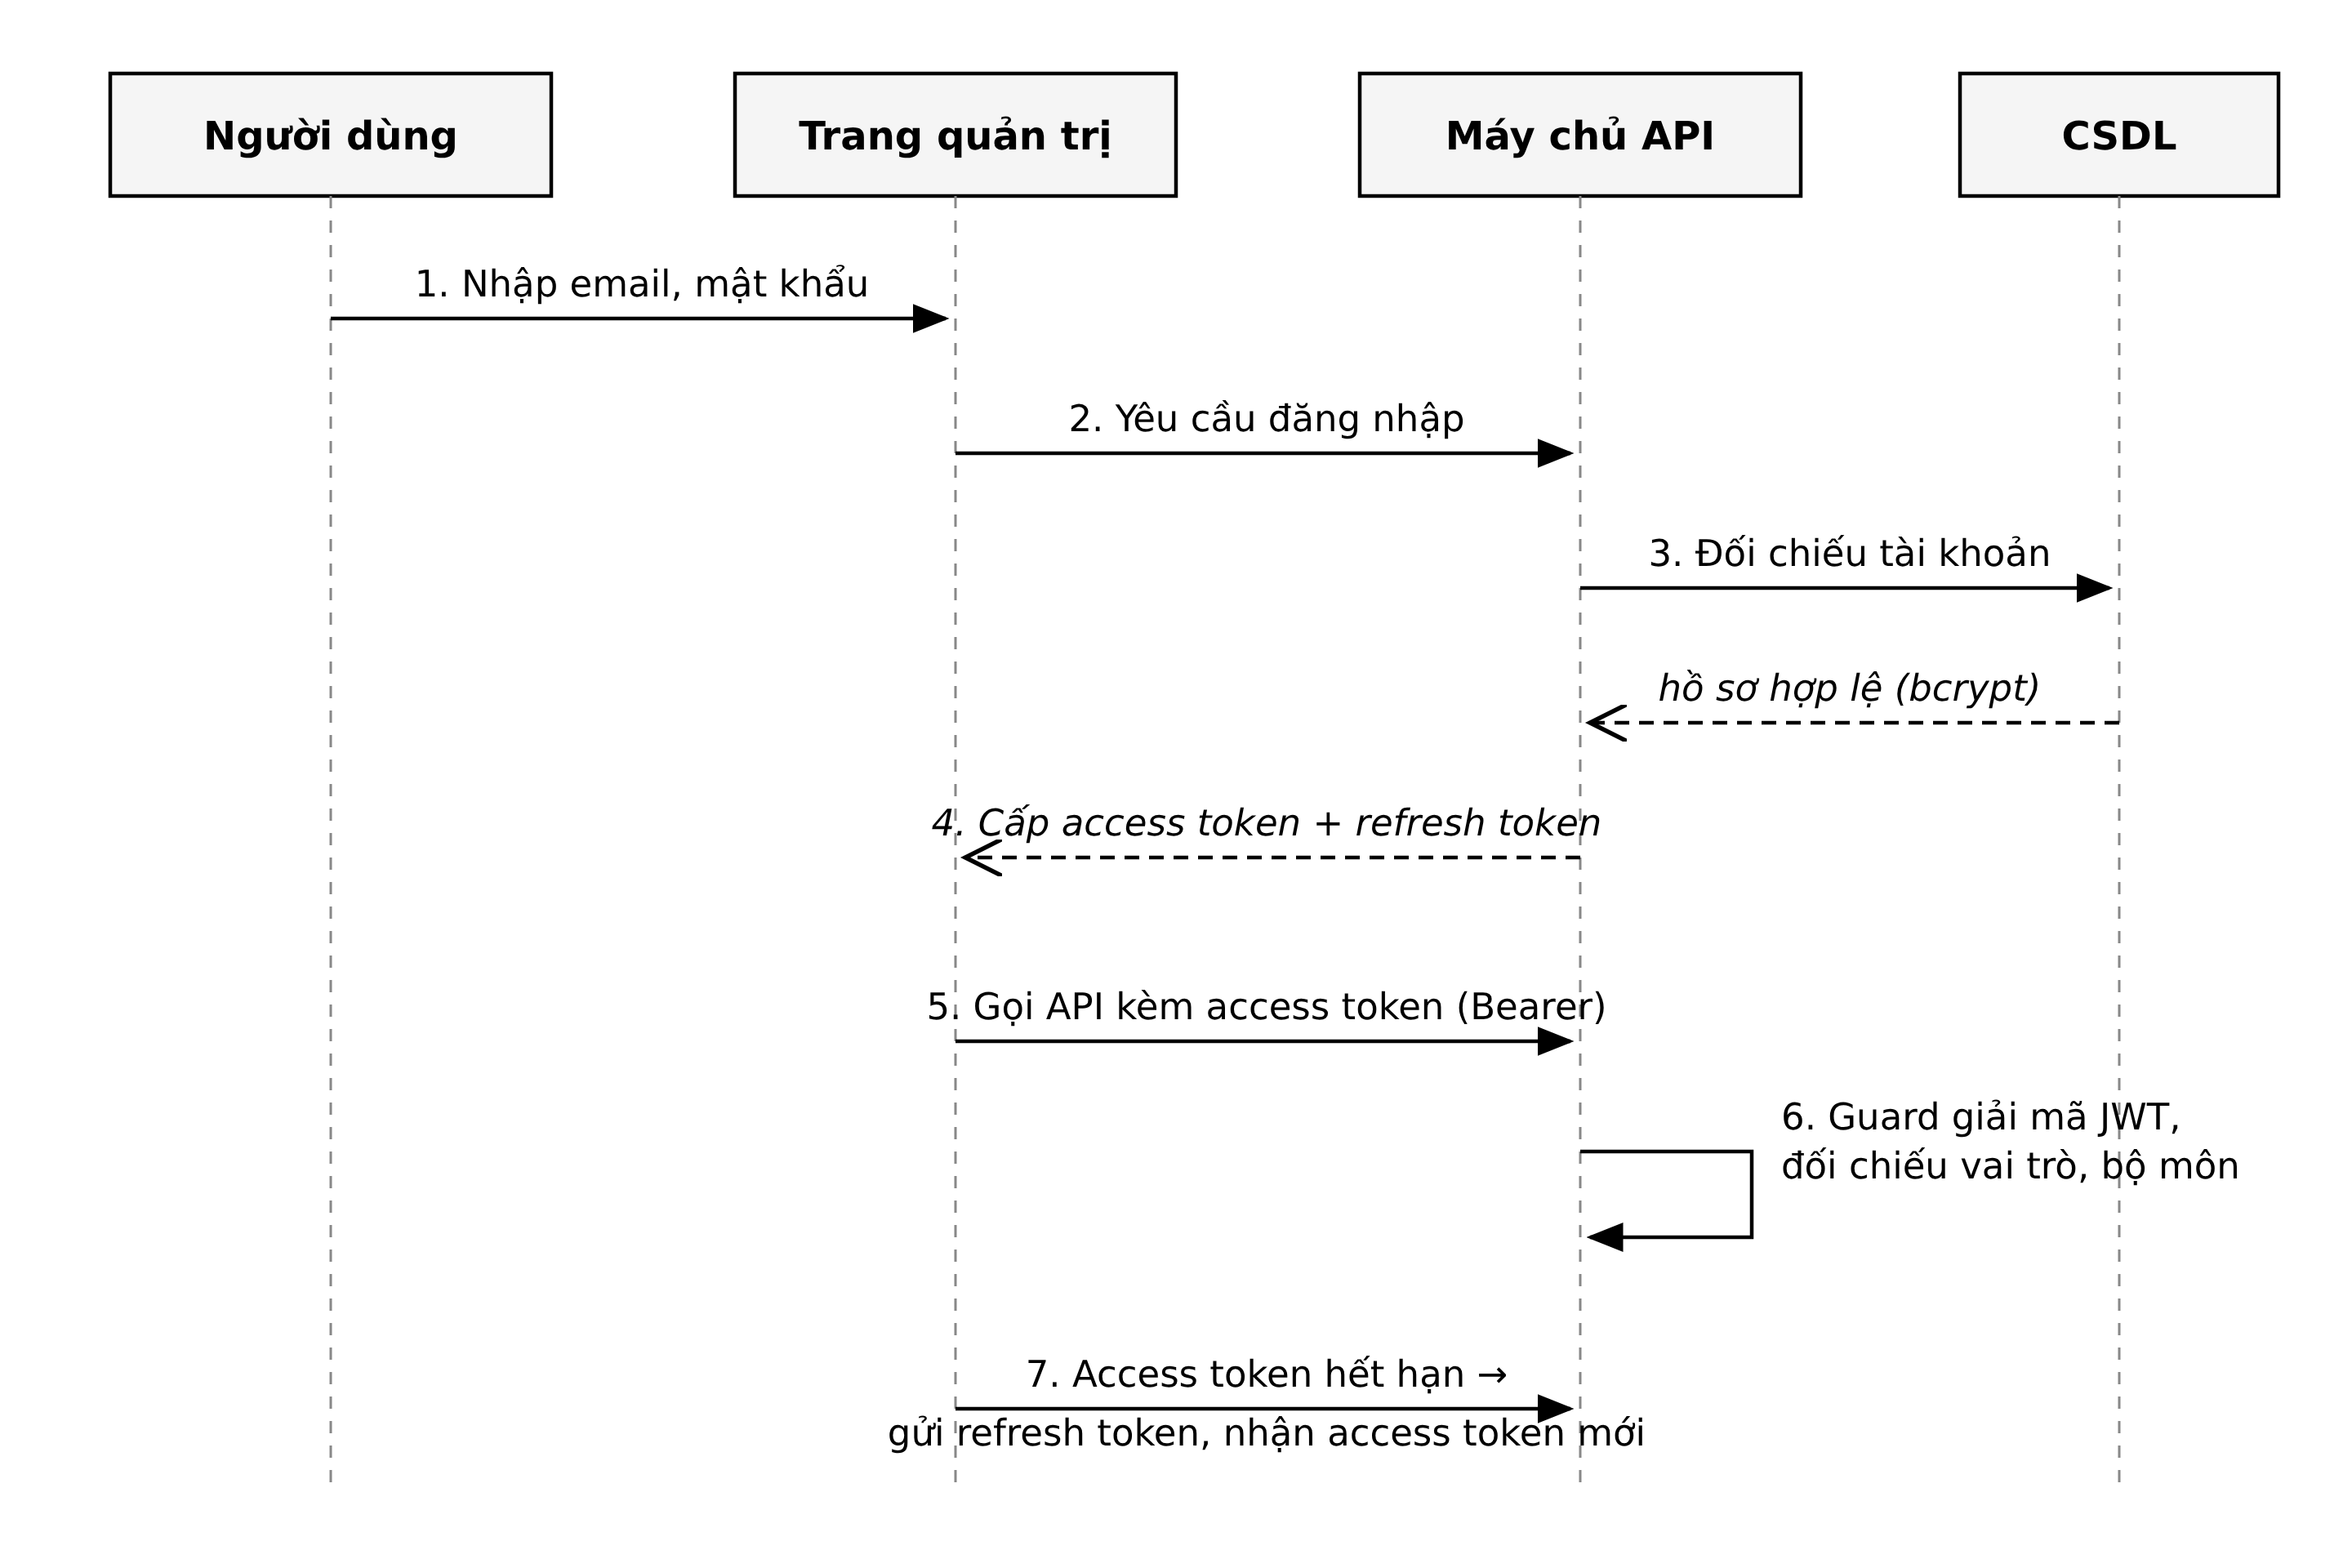 Người dùng
Trang quản trị
Máy chủ API
CSDL
1. Nhập email, mật khẩu
2. Yêu cầu đăng nhập
3. Đối chiếu tài khoản
hồ sơ hợp lệ (bcrypt)
4. Cấp access token + refresh token
5. Gọi API kèm access token (Bearer)
6. Guard giải mã JWT,
đối chiếu vai trò, bộ môn
7. Access token hết hạn →
gửi refresh token, nhận access token mới